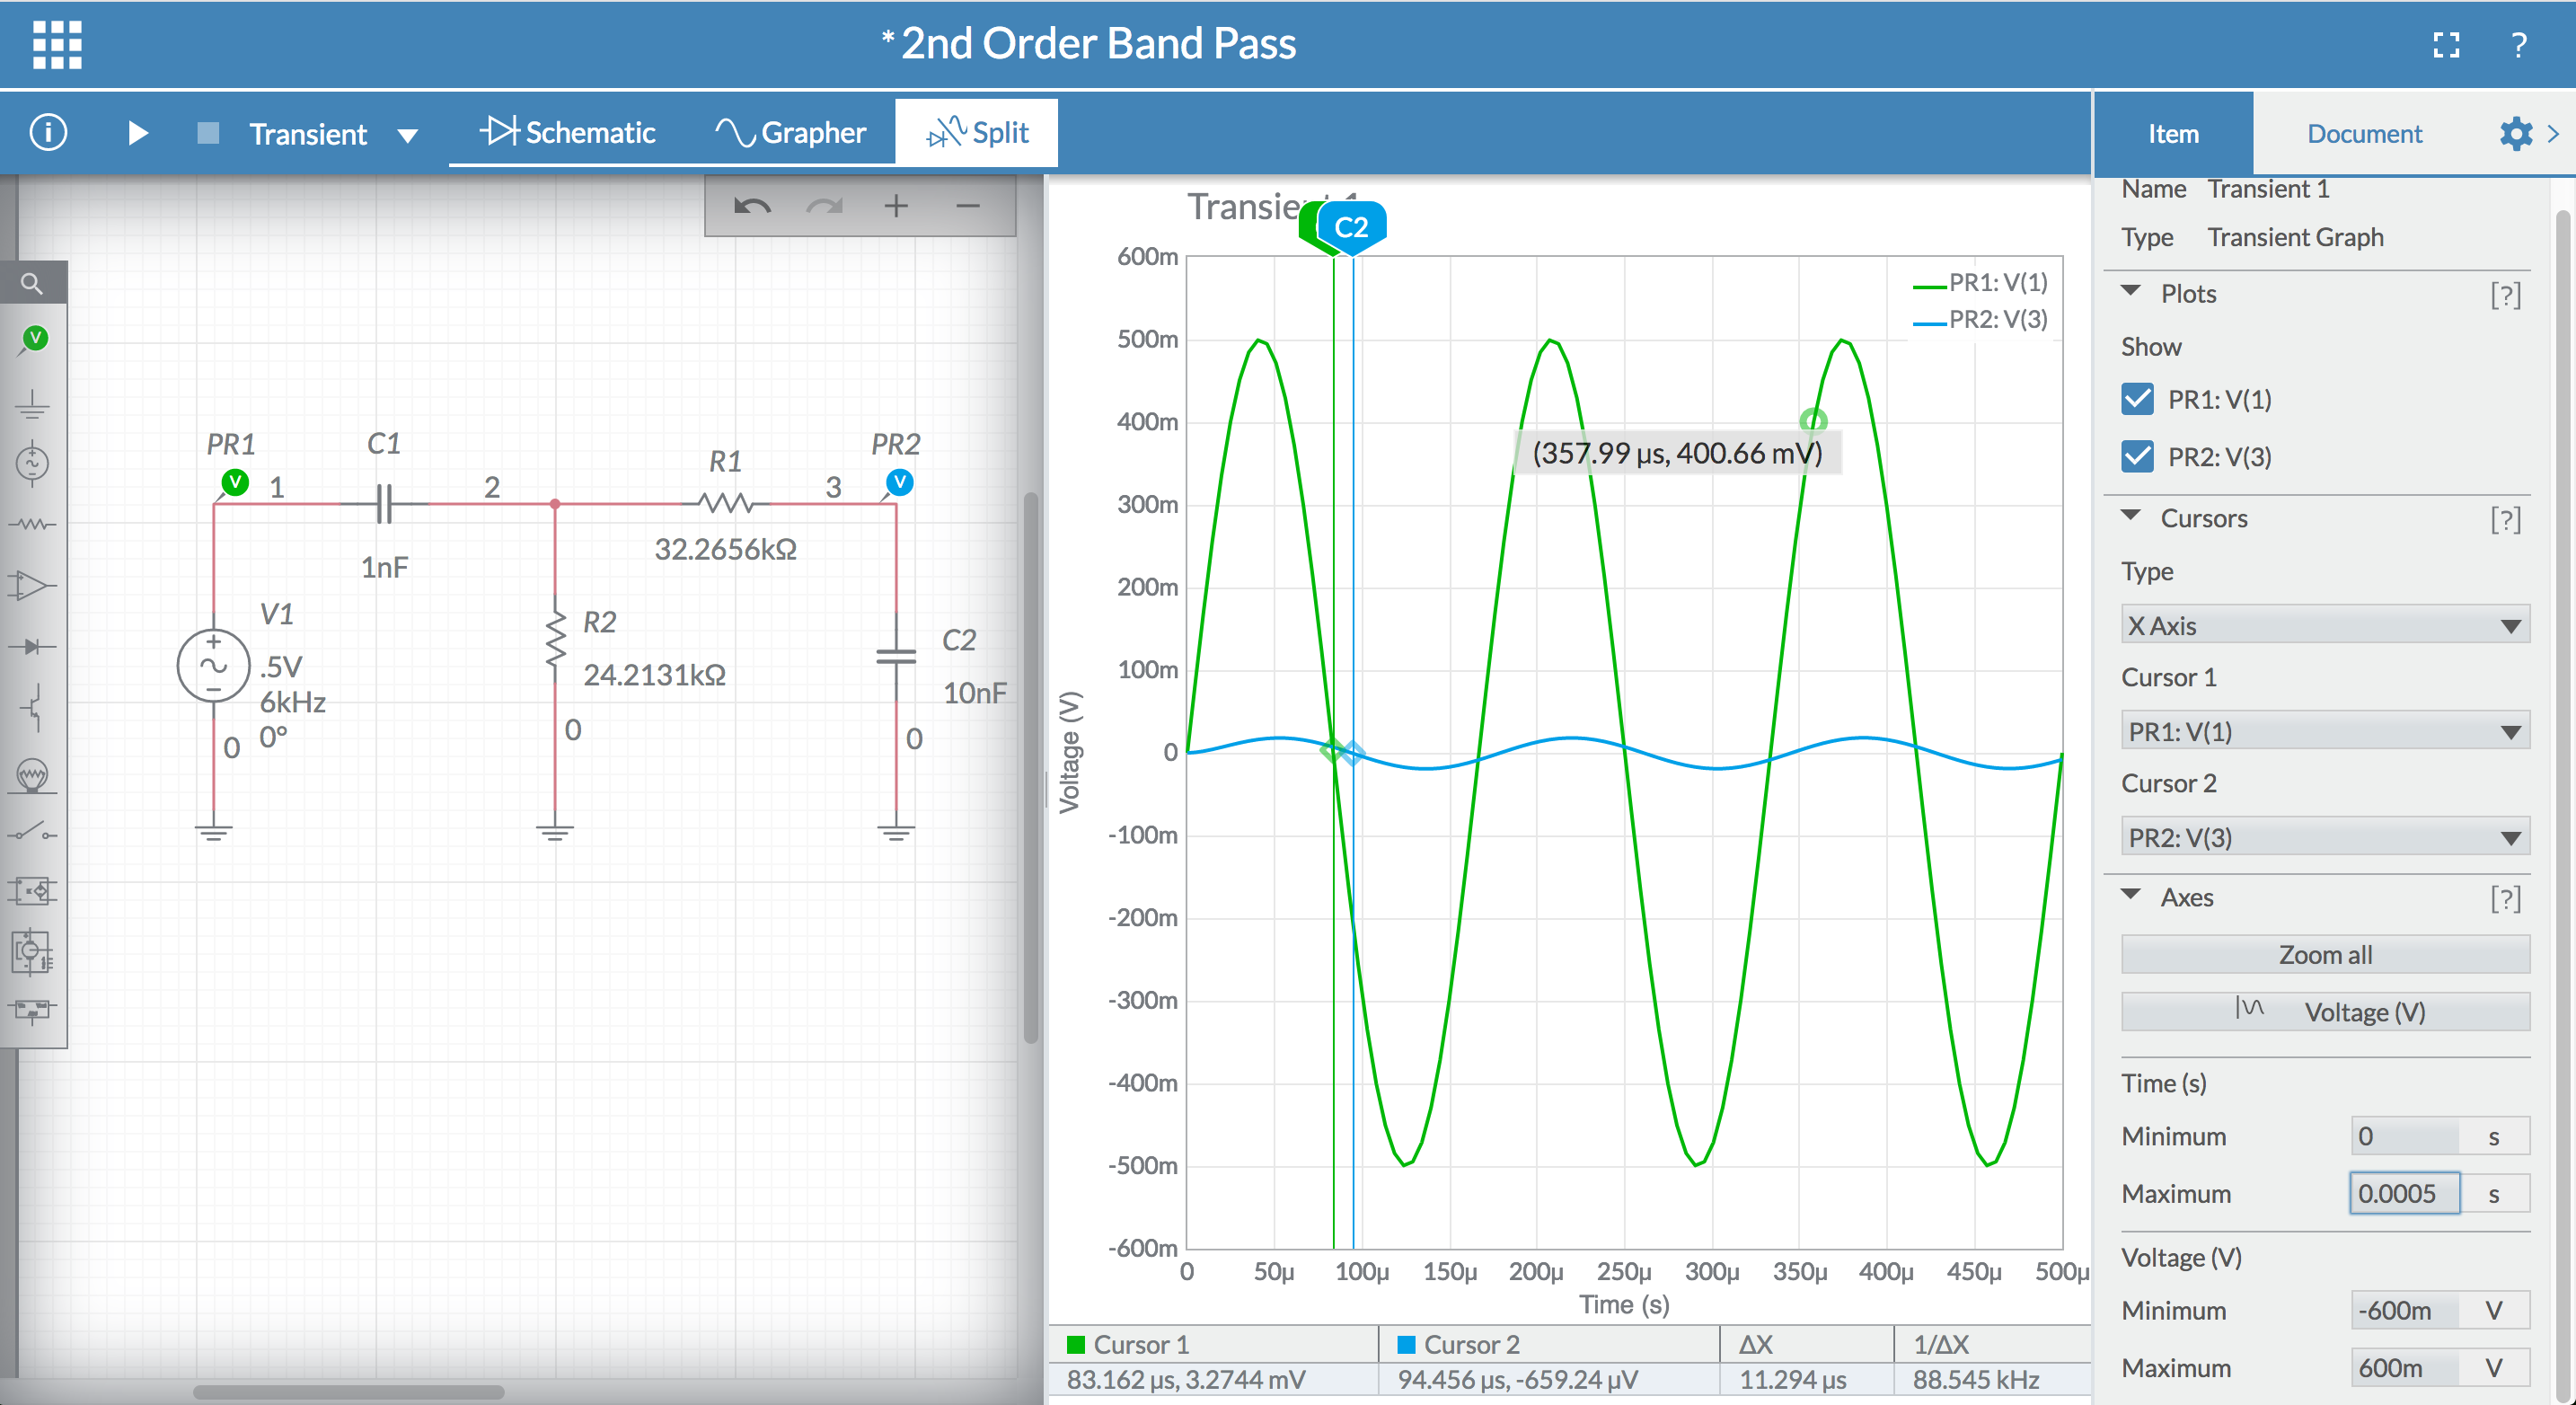 *2nd Order Band Pass
?
i
Transient
Schematic
Grapher
Split
Item
Document
PR1
V
1
C1
1nF
2
R1
32.2656kΩ
3
PR2
V
V1
.5V
6kHz
0°
0
R2
24.2131kΩ
0
C2
10nF
0
V
C2
600m
500m
400m
300m
200m
100m
0
-100m
-200m
-300m
-400m
-500m
-600m
Voltage (V)
PR1: V(1)
PR2: V(3)
(357.99 µs, 400.66 mV)
0 50µ 100µ 150µ 200µ 250µ 300µ 350µ 400µ 450µ 500µ
Time (s)
Cursor 1 Cursor 2 ΔX 1/ΔX
83.162 µs, 3.2744 mV 94.456 µs, -659.24 µV 11.294 µs 88.545 kHz
Name Transient 1
Type Transient Graph
Plots [?]
Show
PR1: V(1)
PR2: V(3)
Cursors [?]
Type
X Axis
Cursor 1
PR1: V(1)
Cursor 2
PR2: V(3)
Axes [?]
Zoom all
Voltage (V)
Time (s)
Minimum 0 s
Maximum 0.0005 s
Voltage (V)
Minimum -600m V
Maximum 600m V